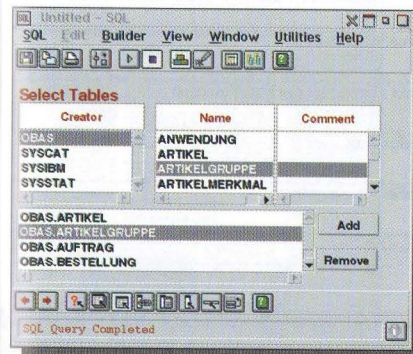 Untitled - SQL
SQL Edit Builder View Window Utilities Help
Select Tables
Creator Name Comment
OBAS ANWENDUNG
SYSCAT ARTIKEL
SYSIBM ARTIKELGRUPPE
SYSSTAT ARTIKELMERKMAL
OBAS.ARTIKEL
OBAS.ARTIKELGRUPPE
OBAS.AUFTRAG
OBAS.BESTELLUNG
Add
Remove
SQL Query Completed